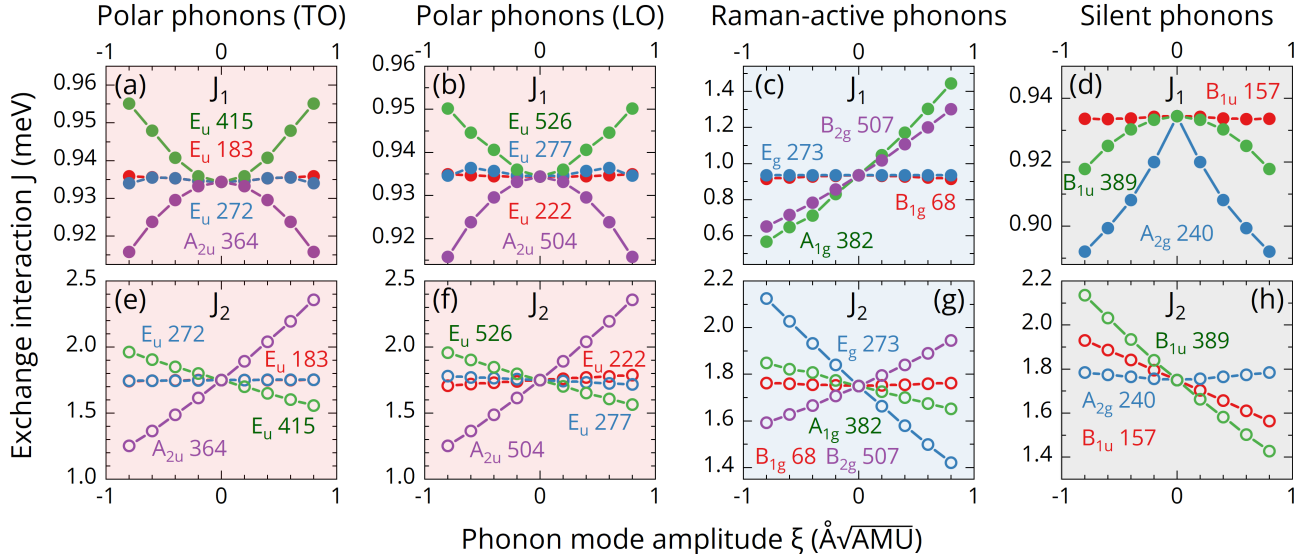 Polar phonons (TO) Polar phonons (LO) Raman-active phonons Silent phonons
-1 0 1 -1 0 1 -1 0 1 -1 0 1
Exchange interaction J (meV)
(a) J₁
0.96
0.95
0.94
0.93
0.92
Eᵤ 415
Eᵤ 183
Eᵤ 272
A₂ᵤ 364
(b) J₁
0.96
0.95
0.94
0.93
0.92
Eᵤ 526
Eᵤ 277
Eᵤ 222
A₂ᵤ 504
(c) J₁
1.4
1.2
1.0
0.8
0.6
B₂g 507
Eg 273
B₁g 68
A₁g 382
(d) J₁
0.94
0.92
0.90
B₁ᵤ 157
B₁ᵤ 389
A₂g 240
(e) J₂
2.5
2.0
1.5
1.0
Eᵤ 272
Eᵤ 183
Eᵤ 415
A₂ᵤ 364
-1 0 1
(f) J₂
2.5
2.0
1.5
1.0
Eᵤ 526
Eᵤ 222
Eᵤ 277
A₂ᵤ 504
-1 0 1
J₂ (g)
2.2
2.0
1.8
1.6
1.4
Eg 273
A₁g 382
B₁g 68 B₂g 507
-1 0 1
J₂ (h)
2.2
2.0
1.8
1.6
1.4
B₁ᵤ 389
A₂g 240
B₁ᵤ 157
-1 0 1
Phonon mode amplitude ξ (Å√AMU)